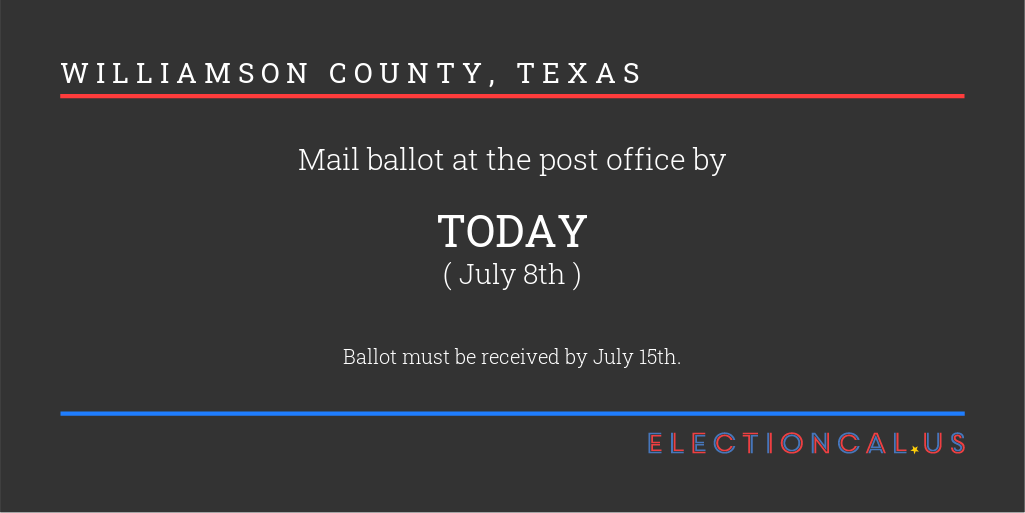 WILLIAMSON COUNTY, TEXAS
Mail ballot at the post office by
TODAY
( July 8th )
Ballot must be received by July 15th.
ELECTIONCAL.US